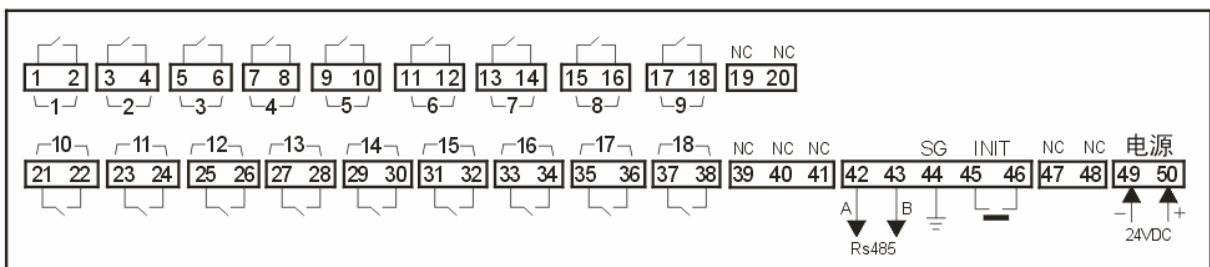 NC NC
1 2 3 4 5 6 7 8 9 10 11 12 13 14 15 16 17 18 19 20
1 2 3 4 5 6 7 8 9
10 11 12 13 14 15 16 17 18 NC NC NC SG INIT NC NC 电源
21 22 23 24 25 26 27 28 29 30 31 32 33 34 35 36 37 38 39 40 41 42 43 44 45 46 47 48 49 50
A B − +
Rs485 24VDC